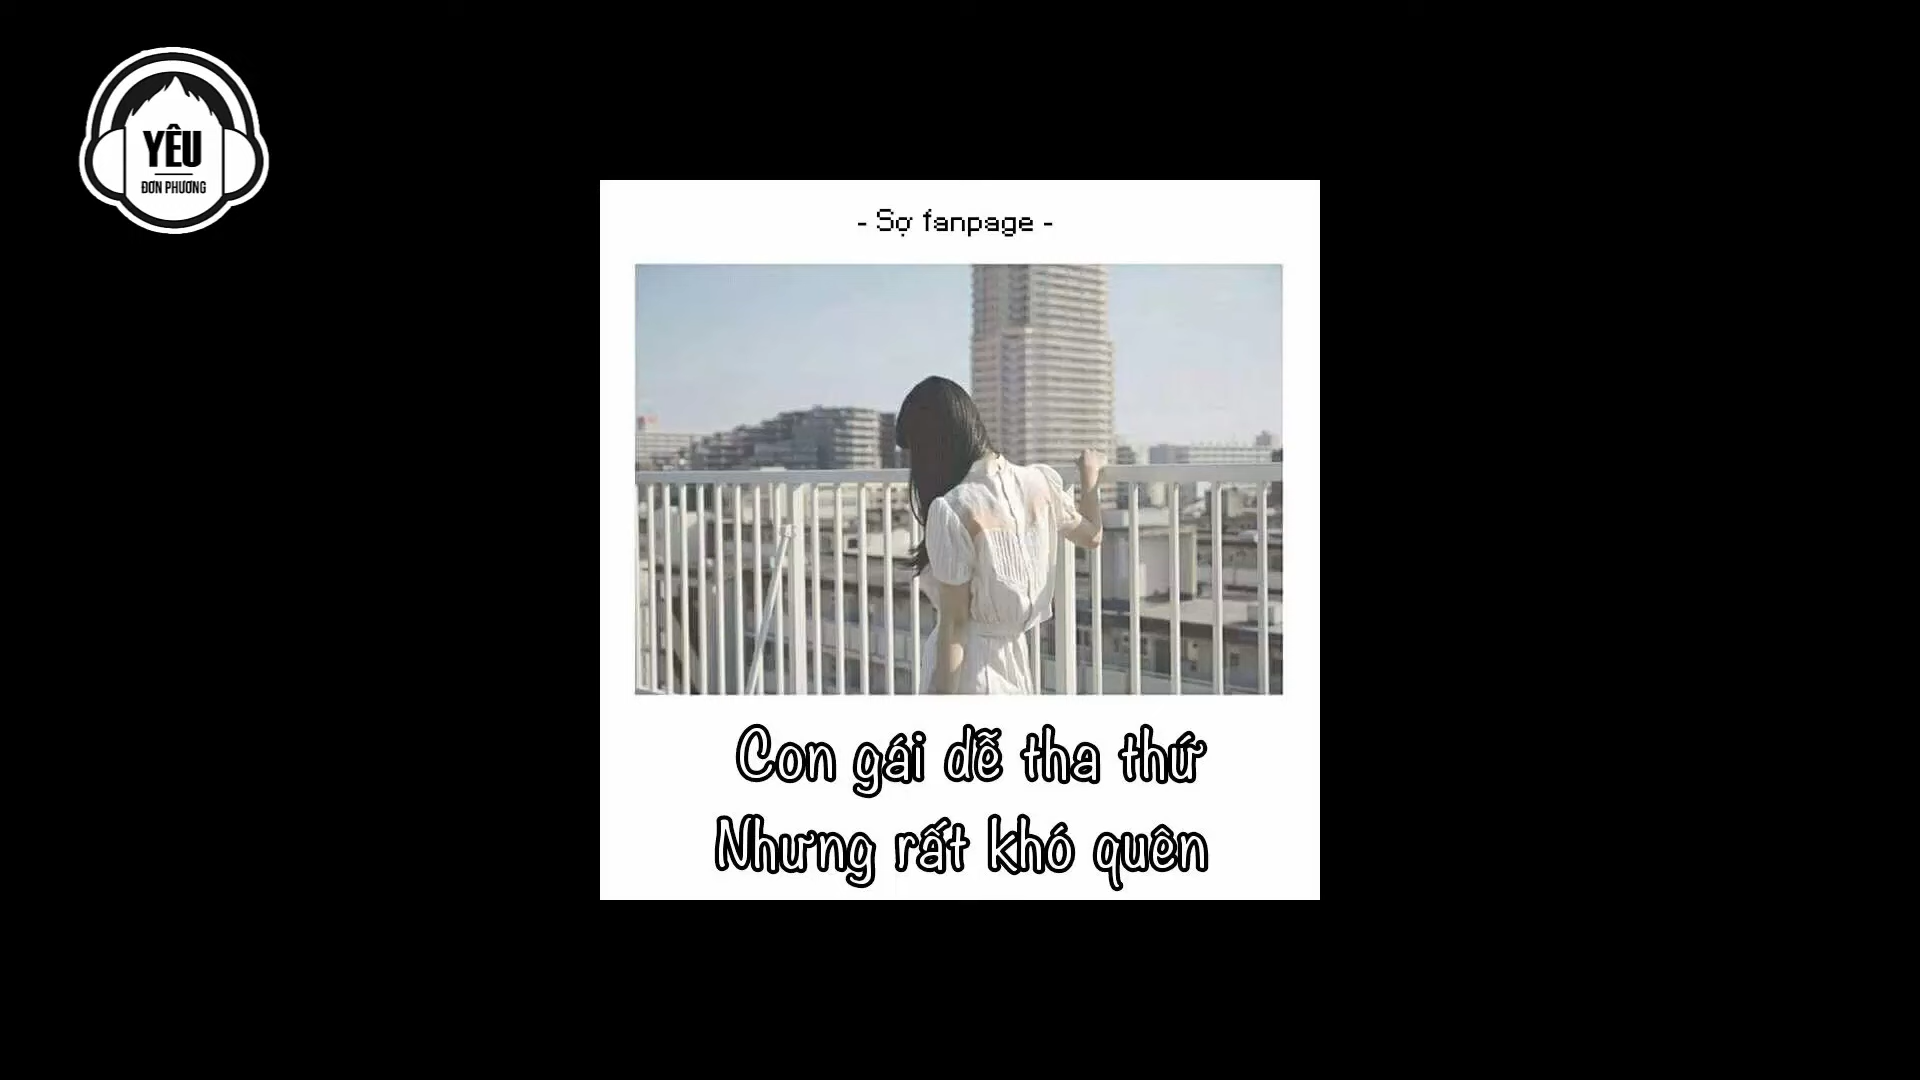 YÊU
ĐƠN PHƯƠNG
- Sợ fanpage -
Con gái dễ tha thứ
Nhưng rất khó quên